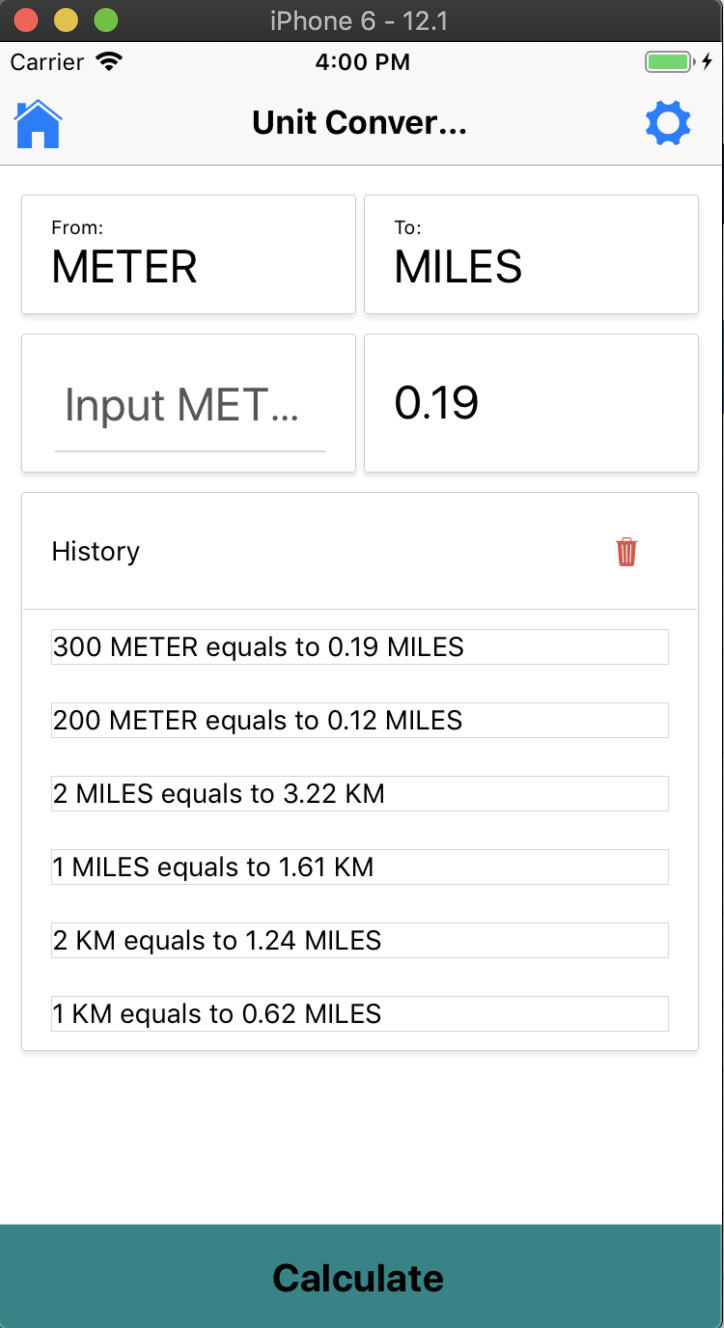 iPhone 6 - 12.1
Carrier 4:00 PM
Unit Conver...
From:
METER
To:
MILES
Input MET...
0.19
History
300 METER equals to 0.19 MILES
200 METER equals to 0.12 MILES
2 MILES equals to 3.22 KM
1 MILES equals to 1.61 KM
2 KM equals to 1.24 MILES
1 KM equals to 0.62 MILES
Calculate